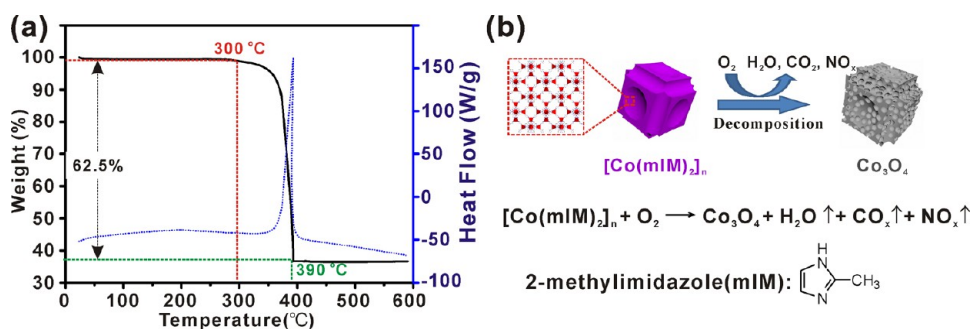 (a)
100
90
80
70
60
50
40
30
Weight (%)
0 100 200 300 400 500 600
Temperature(℃)
150
100
50
0
-50
-100
Heat Flow (W/g)
300 °C
62.5%
390 °C
(b)
O₂ H₂O, CO₂, NOₓ
Decomposition
[Co(mIM)₂]ₙ
Co₃O₄
[Co(mIM)₂]ₙ + O₂ → Co₃O₄ + H₂O ↑ + COₓ↑ + NOₓ↑
2-methylimidazole(mIM):
H
N
N
CH₃